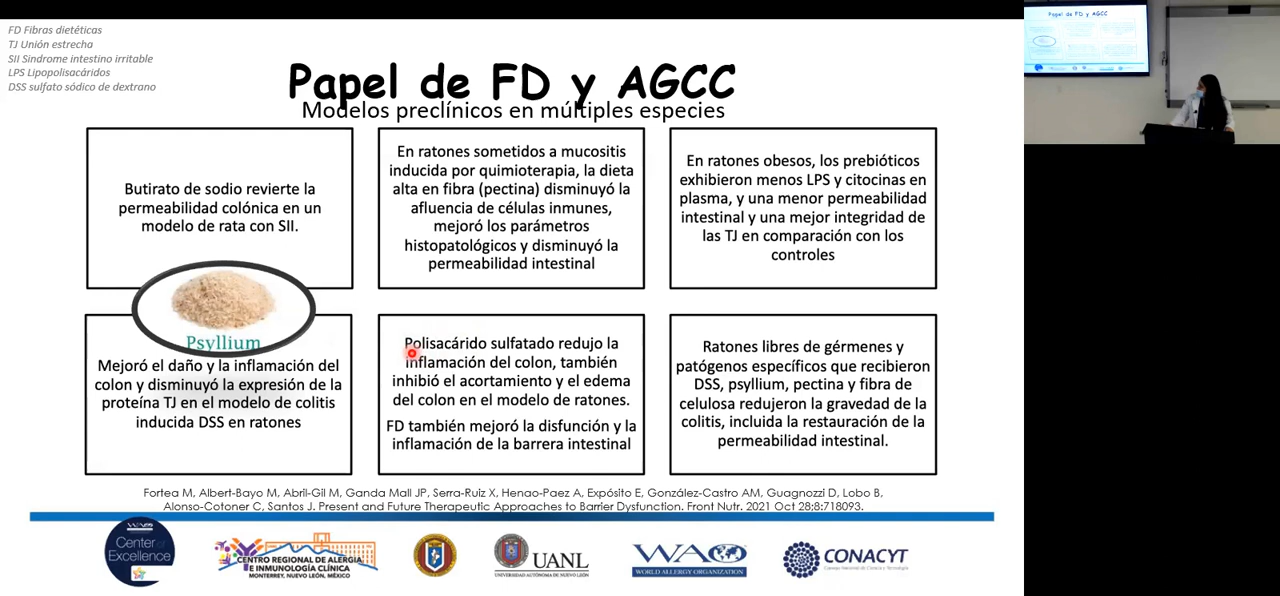 FD Fibras dietéticas
TJ Unión estrecha
SII Sindrome intestino irritable
LPS Lipopolisacáridos
DSS sulfato sódico de dextrano
Papel de FD y AGCC
Modelos preclínicos en múltiples especies
Butirato de sodio revierte la
permeabilidad colónica en un
modelo de rata con SII.
En ratones sometidos a mucositis
inducida por quimioterapia, la dieta
alta en fibra (pectina) disminuyó la
afluencia de células inmunes,
mejoró los parámetros
histopatológicos y disminuyó la
permeabilidad intestinal
En ratones obesos, los prebióticos
exhibieron menos LPS y citocinas en
plasma, y una menor permeabilidad
intestinal y una mejor integridad de
las TJ en comparación con los
controles
Psyllium
Mejoró el daño y la inflamación del
colon y disminuyó la expresión de la
proteína TJ en el modelo de colitis
inducida DSS en ratones
Polisacárido sulfatado redujo la
inflamación del colon, también
inhibió el acortamiento y el edema
del colon en el modelo de ratones.
FD también mejoró la disfunción y la
inflamación de la barrera intestinal
Ratones libres de gérmenes y
patógenos específicos que recibieron
DSS, psyllium, pectina y fibra de
celulosa redujeron la gravedad de la
colitis, incluida la restauración de la
permeabilidad intestinal.
Fortea M, Albert-Bayo M, Abril-Gil M, Ganda Mall JP, Serra-Ruiz X, Henao-Paez A, Expósito E, González-Castro AM, Guagnozzi D, Lobo B,
Alonso-Cotoner C, Santos J. Present and Future Therapeutic Approaches to Barrier Dysfunction. Front Nutr. 2021 Oct 28;8:718093.
Center of
Excellence
CENTRO REGIONAL DE ALERGIA
E INMUNOLOGÍA CLÍNICA
MONTERREY, NUEVO LEÓN, MÉXICO
UANL
UNIVERSIDAD AUTÓNOMA DE NUEVO LEÓN
WAO
WORLD ALLERGY ORGANIZATION
CONACYT
Consejo Nacional de Ciencia y Tecnología
Papel de FD y AGCC